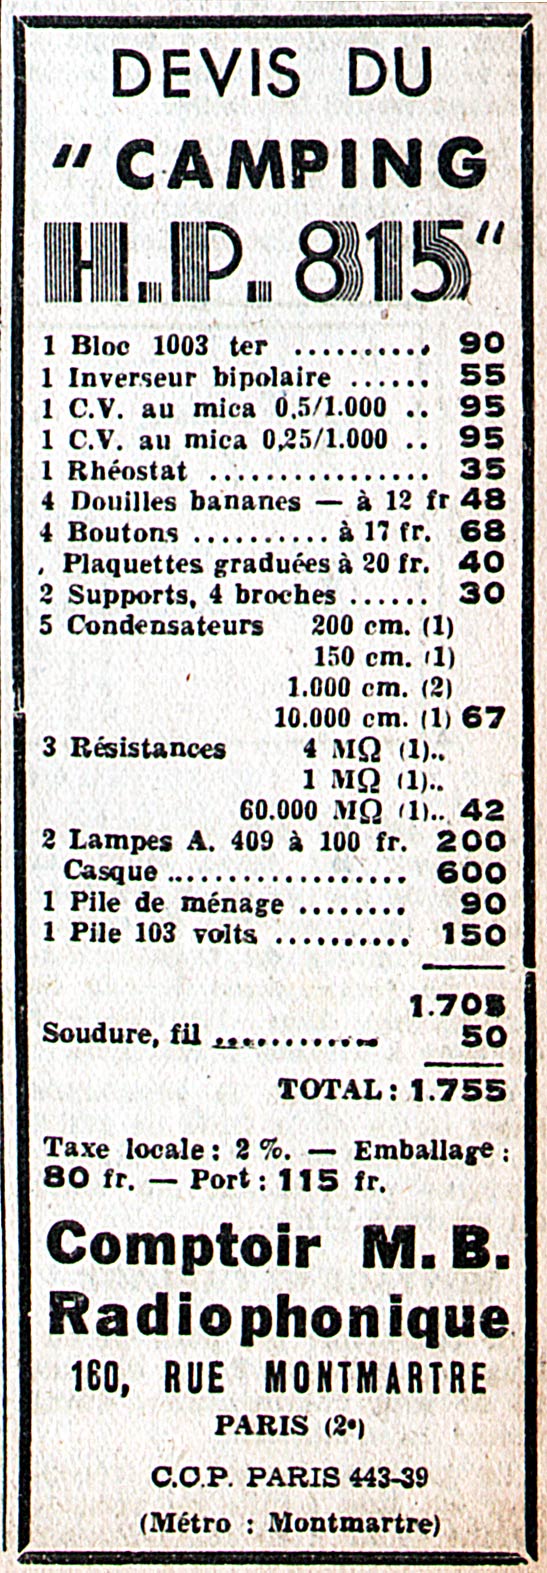 DEVIS DU
"CAMPING
H.P. 815"
1 Bloc 1003 ter .......... 90
1 Inverseur bipolaire ...... 55
1 C.V. au mica 0,5/1.000 .. 95
1 C.V. au mica 0,25/1.000 .. 95
1 Rhéostat ................ 35
4 Douilles bananes — à 12 fr 48
4 Boutons .......... à 17 fr. 68
, Plaquettes graduées à 20 fr. 40
2 Supports, 4 broches ...... 30
5 Condensateurs 200 cm. (1)
150 cm. (1)
1.000 cm. (2)
10.000 cm. (1) 67
3 Résistances 4 MΩ (1)..
1 MΩ (1)..
60.000 MΩ (1).. 42
2 Lampes A. 409 à 100 fr. 200
Casque .................. 600
1 Pile de ménage ........ 90
1 Pile 103 volts .......... 150
1.705
Soudure, fil ............ 50
TOTAL : 1.755
Taxe locale : 2 %. — Emballage :
80 fr. — Port : 115 fr.
Comptoir M. B.
Radiophonique
160, RUE MONTMARTRE
PARIS (2e)
C.C.P. PARIS 443-39
(Métro : Montmartre)